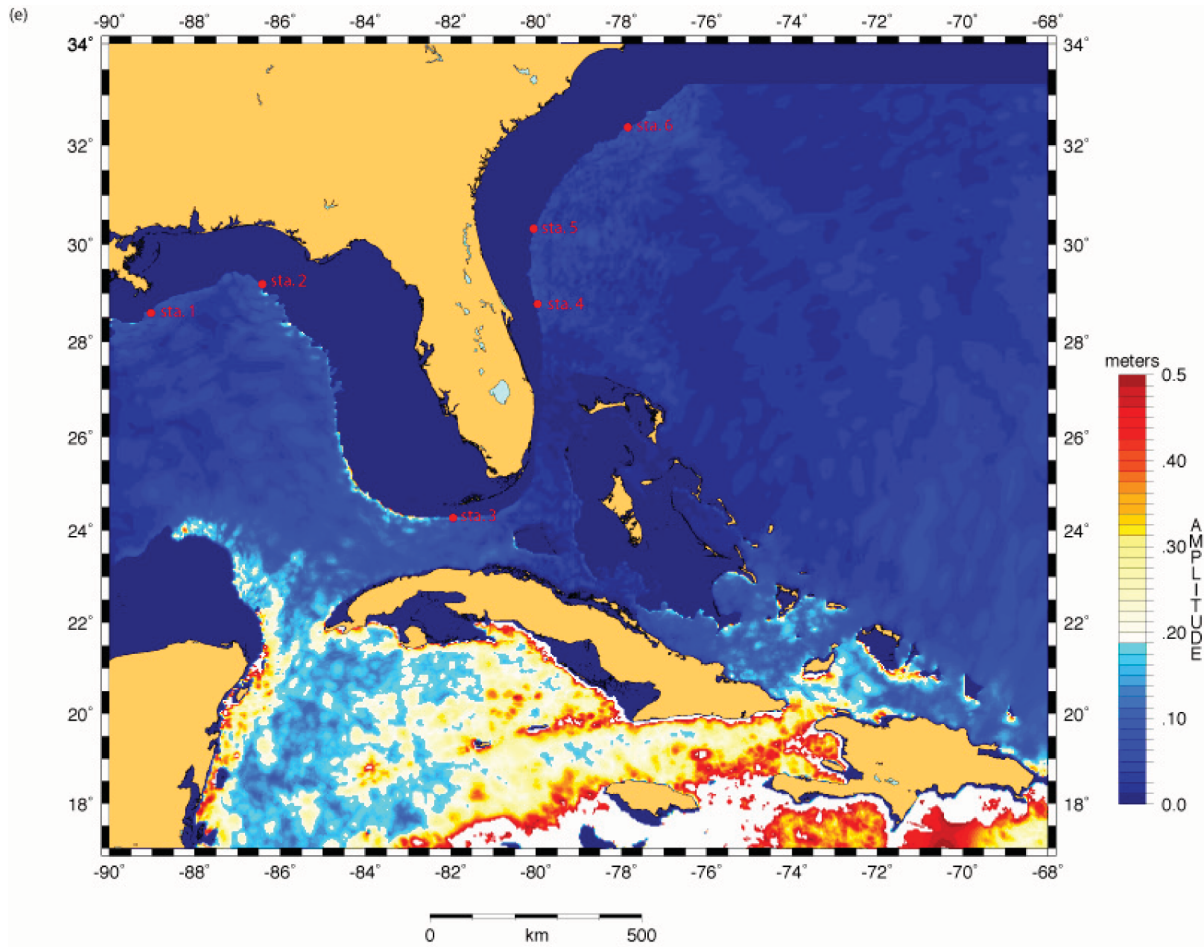 (e)
-90° -88° -86° -84° -82° -80° -78° -76° -74° -72° -70° -68°
34° 34°
32° 32°
30° 30°
28° 28°
26° 26°
24° 24°
22° 22°
20° 20°
18° 18°
sta. 6
sta. 5
sta. 2
sta. 4
sta. 1
sta. 3
meters
0.5
.40
.30
.20
.10
0.0
AMPLITUDE
-90° -88° -86° -84° -82° -80° -78° -76° -74° -72° -70° -68°
0 km 500